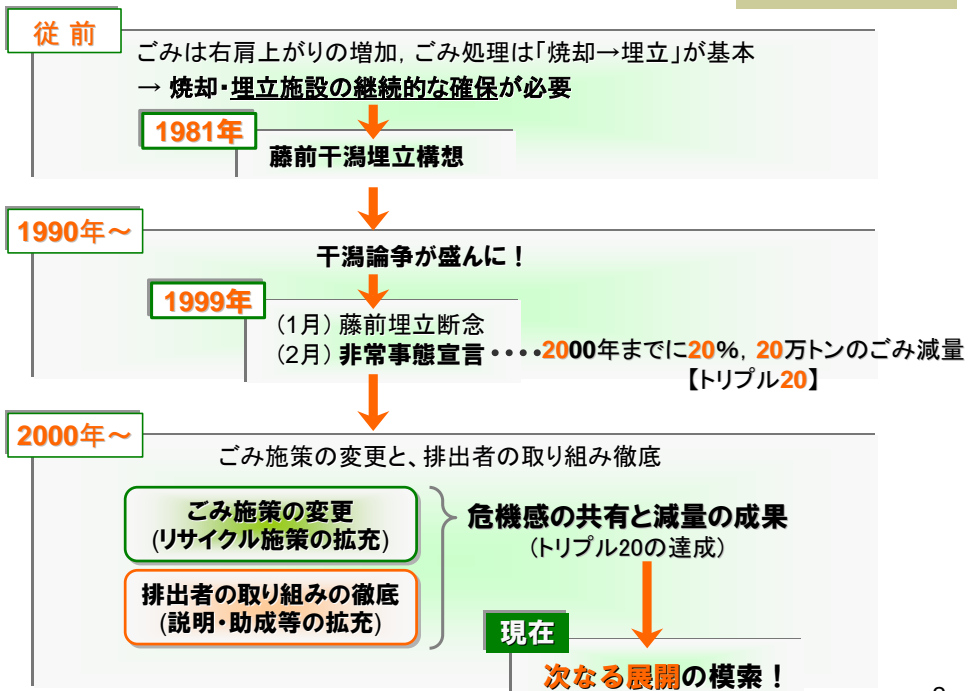 従 前
ごみは右肩上がりの増加，ごみ処理は「焼却→埋立」が基本
→ 焼却・埋立施設の継続的な確保が必要
1981年
藤前干潟埋立構想
1990年～
干潟論争が盛んに！
1999年
(1月) 藤前埋立断念
(2月) 非常事態宣言・・・・2000年までに20%，20万トンのごみ減量
【トリプル20】
2000年～
ごみ施策の変更と、排出者の取り組み徹底
ごみ施策の変更
(リサイクル施策の拡充)
危機感の共有と減量の成果
(トリプル20の達成)
排出者の取り組みの徹底
(説明・助成等の拡充)
現在
次なる展開の模索！